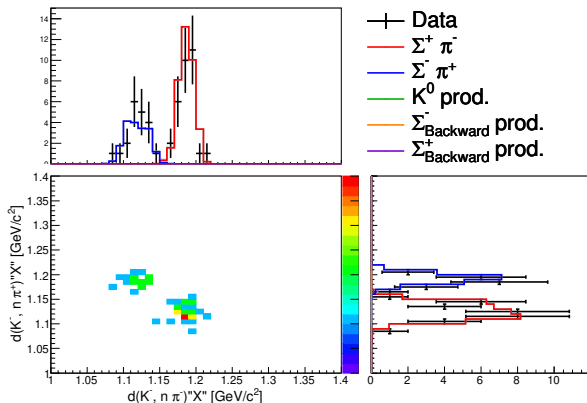 14
12
10
8
6
4
2
0
Data
Σ⁺ π⁻
Σ⁻ π⁺
K⁰ prod.
Σ⁻Backward prod.
Σ⁺Backward prod.
d(K⁻, n π⁺)"X" [GeV/c²]
1.4
1.35
1.3
1.25
1.2
1.15
1.1
1.05
1
1 1.05 1.1 1.15 1.2 1.25 1.3 1.35 1.4
d(K⁻, n π⁻)"X" [GeV/c²]
0 2 4 6 8 10